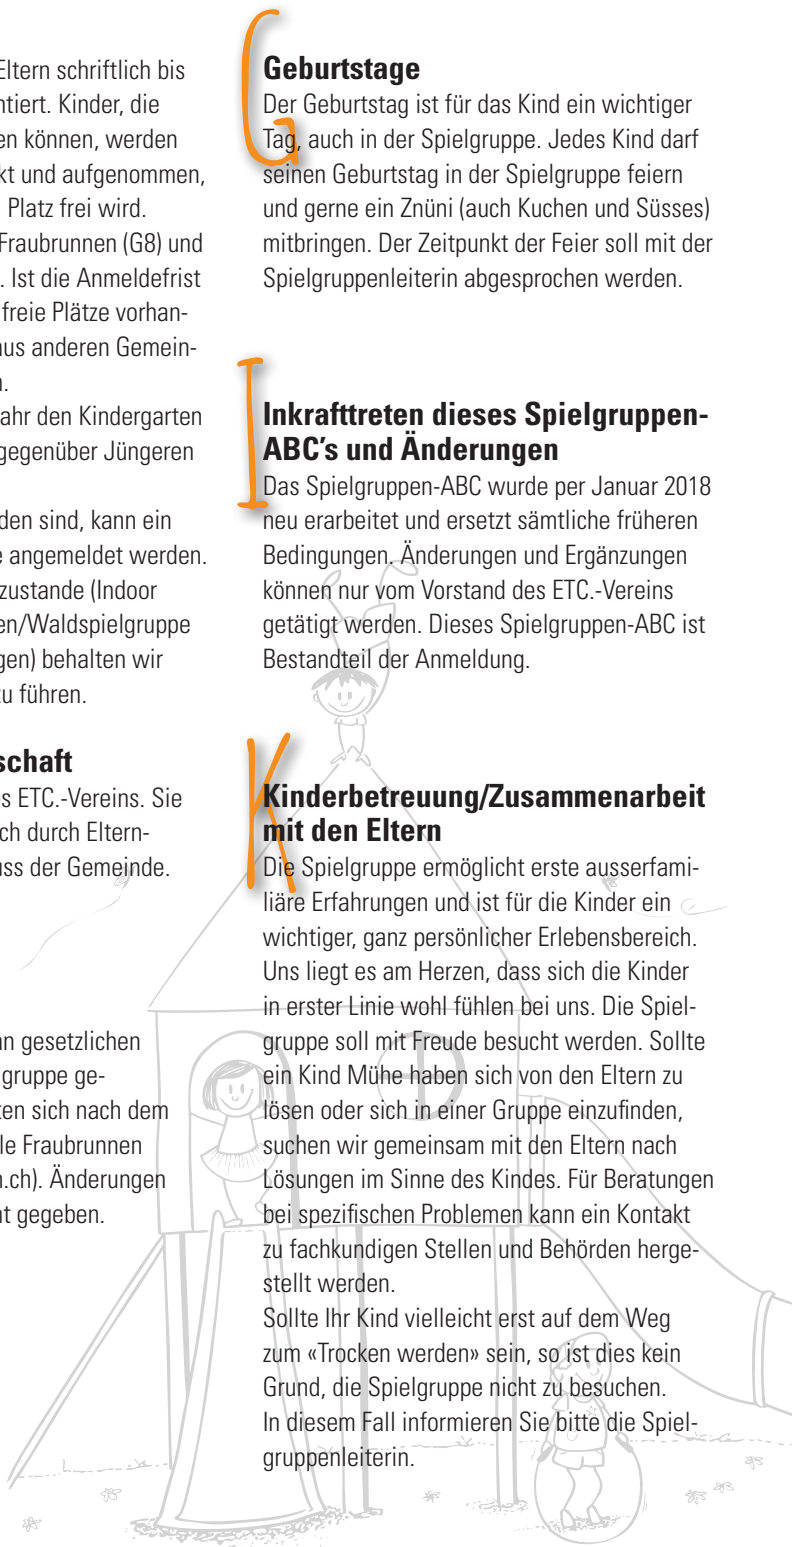 Eltern schriftlich bis
ntiert. Kinder, die
en können, werden
kt und aufgenommen,
Platz frei wird.
Fraubrunnen (G8) und
. Ist die Anmeldefrist
freie Plätze vorhan-
aus anderen Gemein-
n.
ahr den Kindergarten
gegenüber Jüngeren
den sind, kann ein
e angemeldet werden.
zustande (Indoor
en/Waldspielgruppe
gen) behalten wir
zu führen.
schaft
es ETC.-Vereins. Sie
ch durch Eltern-
uss der Gemeinde.
an gesetzlichen
gruppe ge-
ten sich nach dem
le Fraubrunnen
n.ch). Änderungen
nt gegeben.
G
Geburtstage
Der Geburtstag ist für das Kind ein wichtiger
Tag, auch in der Spielgruppe. Jedes Kind darf
seinen Geburtstag in der Spielgruppe feiern
und gerne ein Znüni (auch Kuchen und Süsses)
mitbringen. Der Zeitpunkt der Feier soll mit der
Spielgruppenleiterin abgesprochen werden.
I
Inkrafttreten dieses Spielgruppen-
ABC’s und Änderungen
Das Spielgruppen-ABC wurde per Januar 2018
neu erarbeitet und ersetzt sämtliche früheren
Bedingungen. Änderungen und Ergänzungen
können nur vom Vorstand des ETC.-Vereins
getätigt werden. Dieses Spielgruppen-ABC ist
Bestandteil der Anmeldung.
K
Kinderbetreuung/Zusammenarbeit
mit den Eltern
Die Spielgruppe ermöglicht erste ausserfami-
liäre Erfahrungen und ist für die Kinder ein
wichtiger, ganz persönlicher Erlebensbereich.
Uns liegt es am Herzen, dass sich die Kinder
in erster Linie wohl fühlen bei uns. Die Spiel-
gruppe soll mit Freude besucht werden. Sollte
ein Kind Mühe haben sich von den Eltern zu
lösen oder sich in einer Gruppe einzufinden,
suchen wir gemeinsam mit den Eltern nach
Lösungen im Sinne des Kindes. Für Beratungen
bei spezifischen Problemen kann ein Kontakt
zu fachkundigen Stellen und Behörden herge-
stellt werden.
Sollte Ihr Kind vielleicht erst auf dem Weg
zum «Trocken werden» sein, so ist dies kein
Grund, die Spielgruppe nicht zu besuchen.
In diesem Fall informieren Sie bitte die Spiel-
gruppenleiterin.